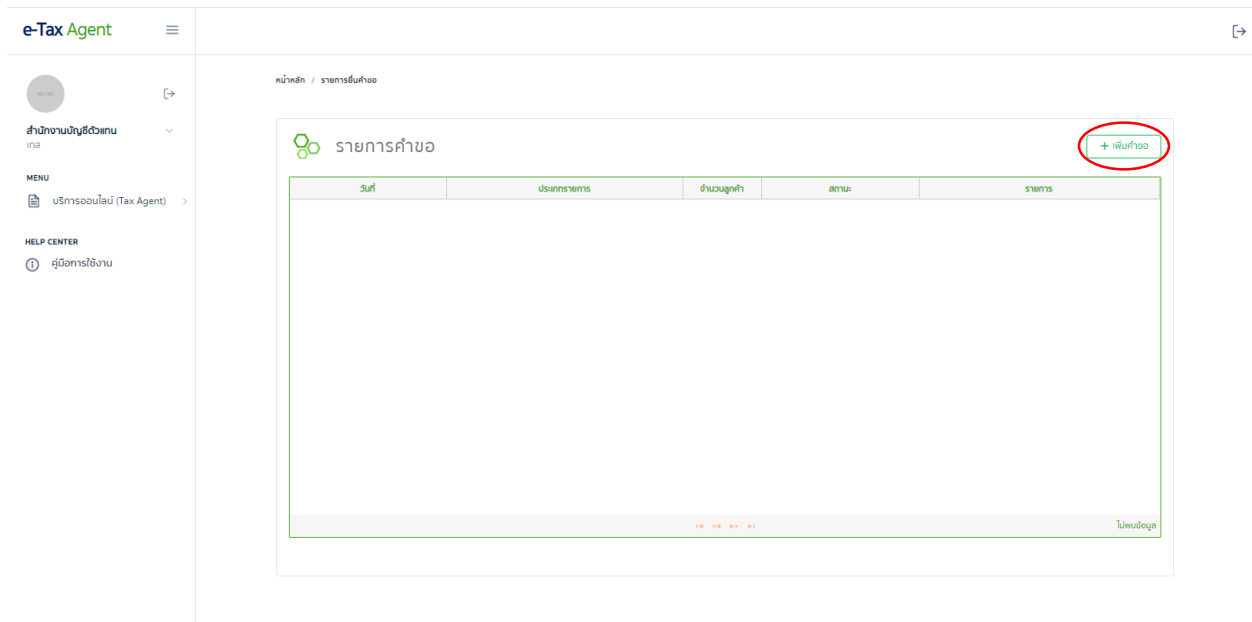 e-Tax Agent
หน้าหลัก / รายการยื่นคำขอ
สำนักงานบัญชีตัวแทน
เทส
MENU
บริการออนไลน์ (Tax Agent)
HELP CENTER
คู่มือการใช้งาน
รายการคำขอ
+ เพิ่มคำขอ
วันที่ ประเภทรายการ จำนวนลูกค้า สถานะ รายการ
ไม่พบข้อมูล